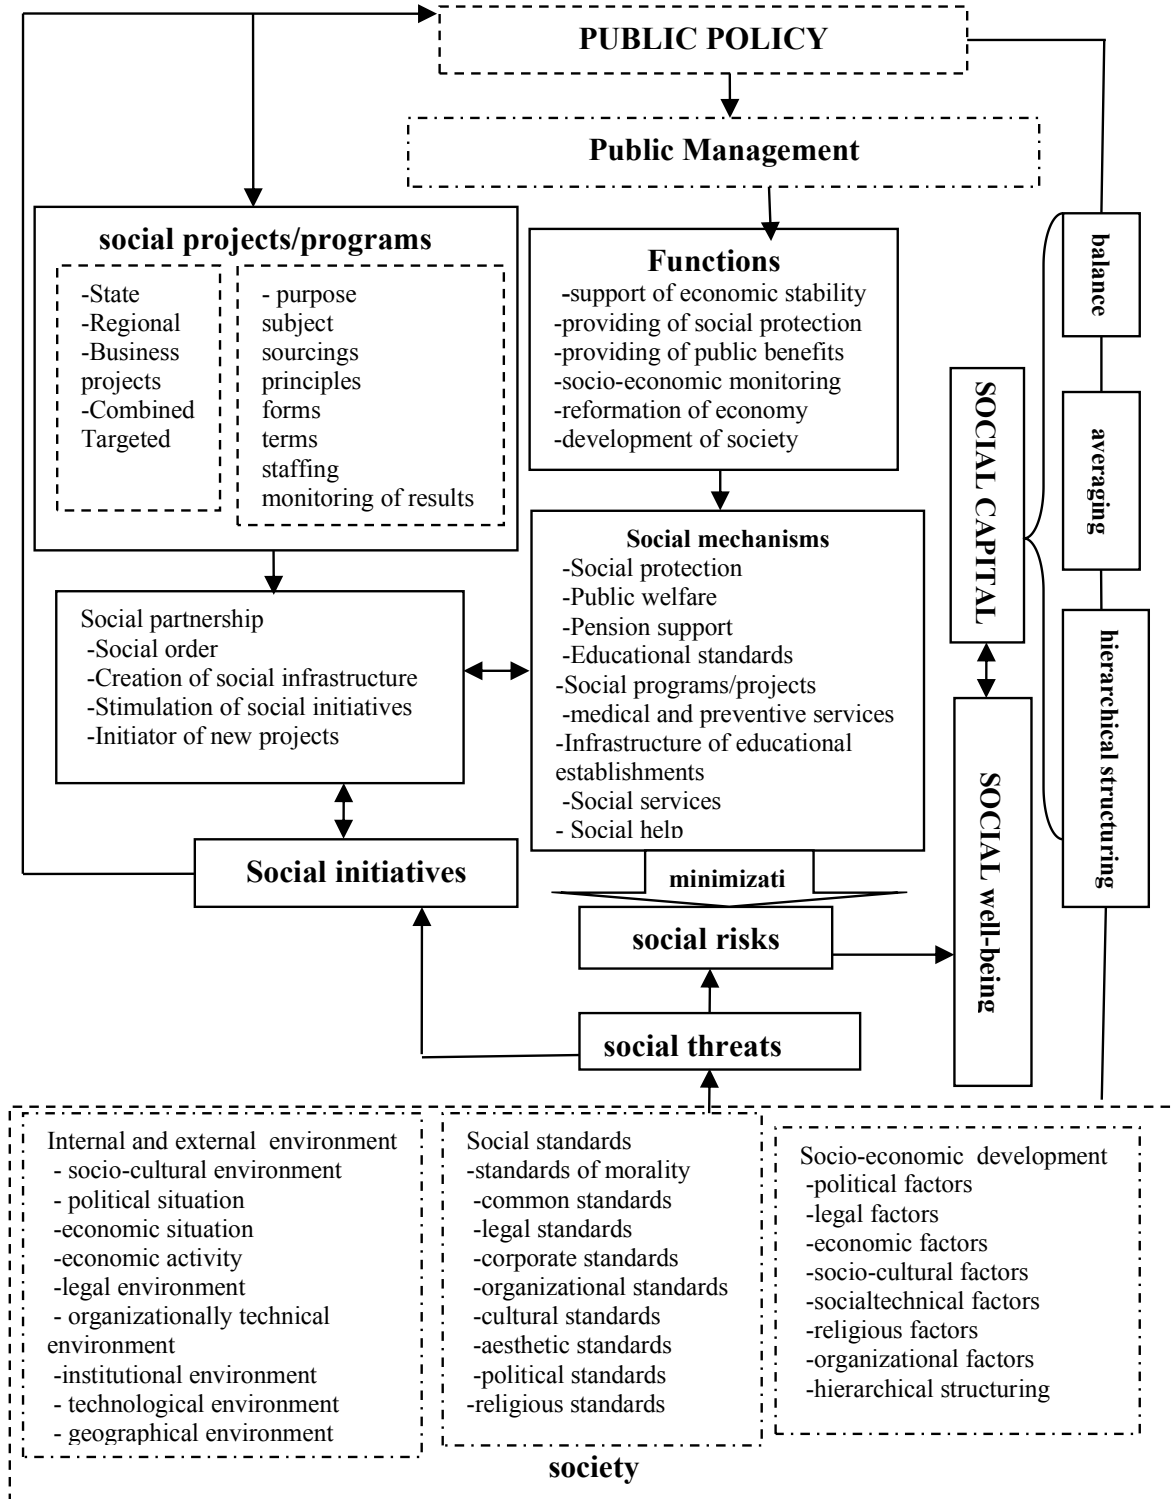 PUBLIC POLICY
Public Management
social projects/programs
-State
-Regional
-Business
projects
-Combined
Targeted
- purpose
subject
sourcings
principles
forms
terms
staffing
monitoring of results
Functions
-support of economic stability
-providing of social protection
-providing of public benefits
-socio-economic monitoring
-reformation of economy
-development of society
balance
averaging
hierarchical structuring
SOCIAL CAPITAL
SOCIAL well-being
Social partnership
-Social order
-Creation of social infrastructure
-Stimulation of social initiatives
-Initiator of new projects
Social mechanisms
-Social protection
-Public welfare
-Pension support
-Educational standards
-Social programs/projects
-medical and preventive services
-Infrastructure of educational
establishments
-Social services
- Social help
Social initiatives
minimizati
social risks
social threats
Internal and external environment
- socio-cultural environment
- political situation
-economic situation
-economic activity
-legal environment
- organizationally technical
environment
-institutional environment
- technological environment
- geographical environment
Social standards
-standards of morality
-common standards
-legal standards
-corporate standards
-organizational standards
-cultural standards
-aesthetic standards
-political standards
-religious standards
Socio-economic development
-political factors
-legal factors
-economic factors
-socio-cultural factors
-socialtechnical factors
-religious factors
-organizational factors
-hierarchical structuring
society